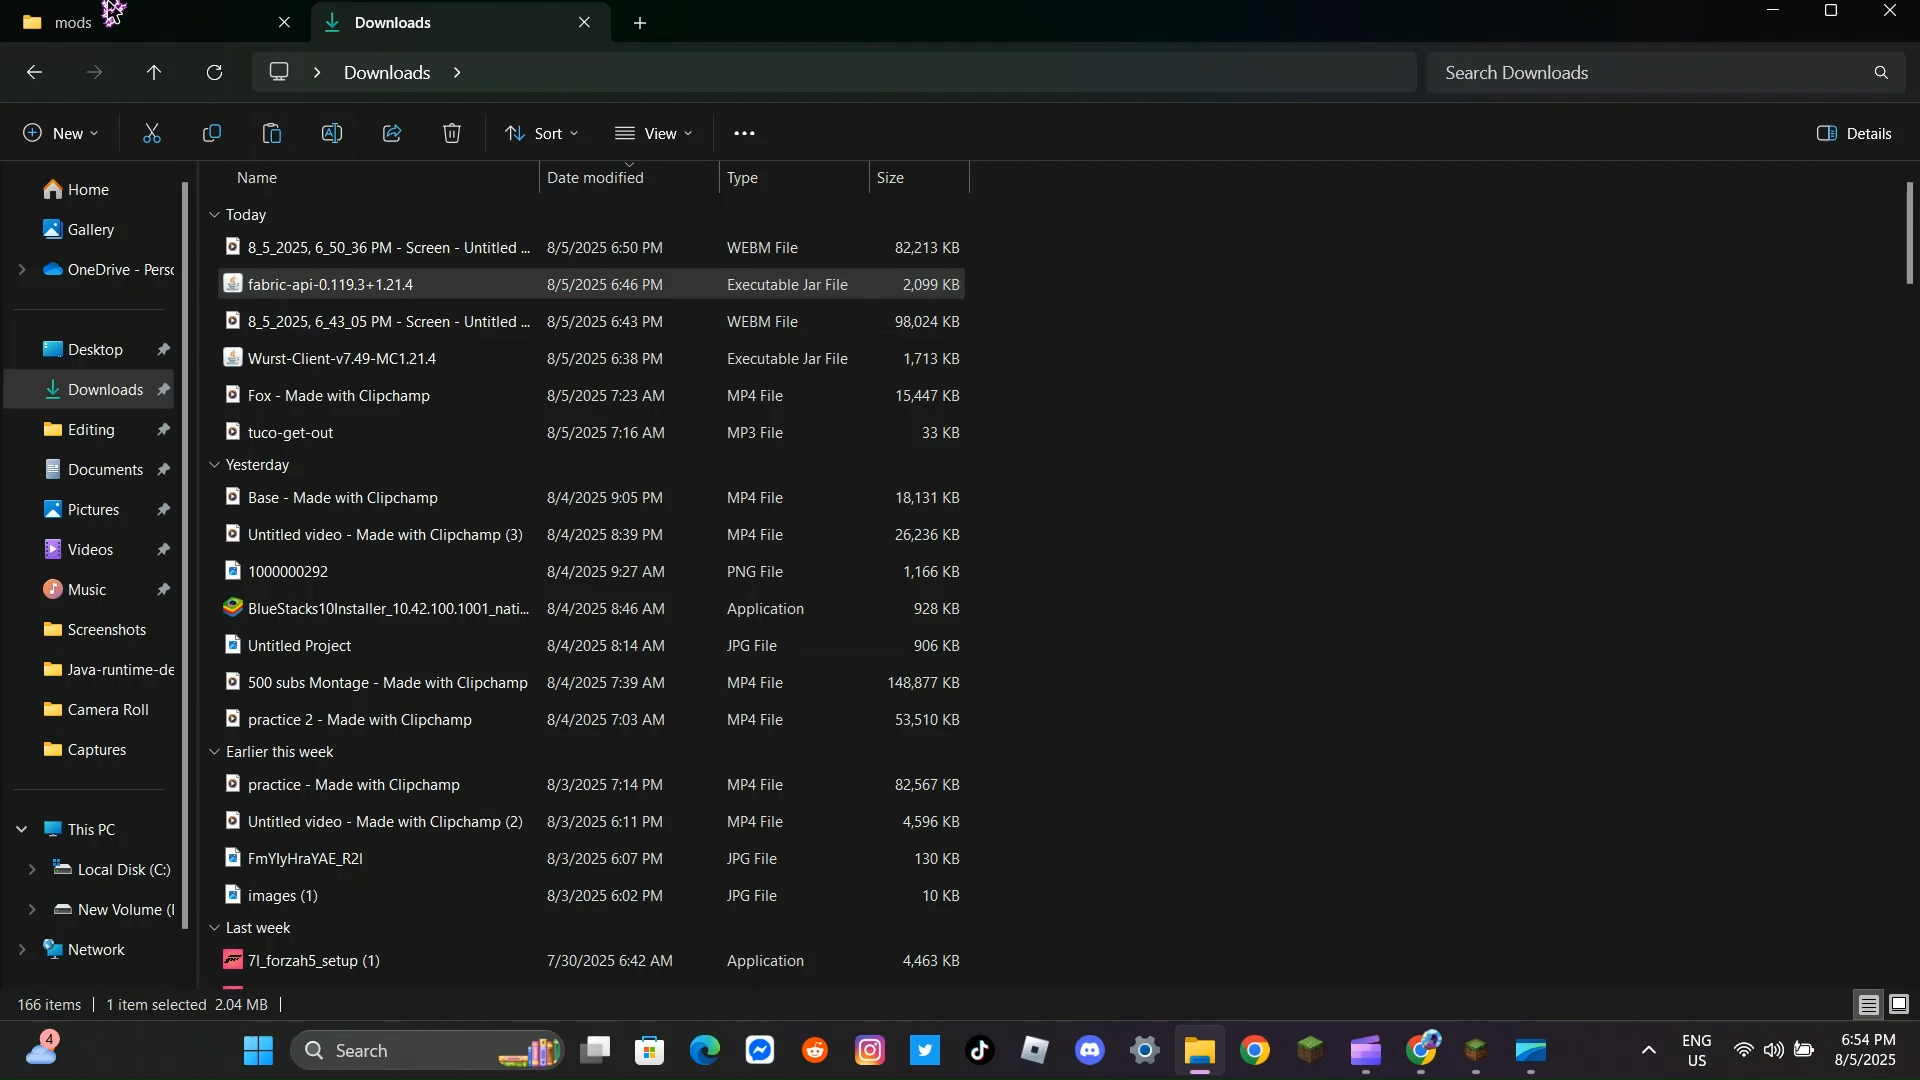 mods
Downloads
Downloads
Search Downloads
New
Sort
View
Details
Name Date modified Type Size
Home
Gallery
OneDrive - Pers
Desktop
Downloads
Editing
Documents
Pictures
Videos
Music
Screenshots
Java-runtime-de
Camera Roll
Captures
This PC
Local Disk (C:)
New Volume (
Network
Today
8_5_2025, 6_50_36 PM - Screen - Untitled ... 8/5/2025 6:50 PM WEBM File 82,213 KB
fabric-api-0.119.3+1.21.4 8/5/2025 6:46 PM Executable Jar File 2,099 KB
8_5_2025, 6_43_05 PM - Screen - Untitled ... 8/5/2025 6:43 PM WEBM File 98,024 KB
Wurst-Client-v7.49-MC1.21.4 8/5/2025 6:38 PM Executable Jar File 1,713 KB
Fox - Made with Clipchamp 8/5/2025 7:23 AM MP4 File 15,447 KB
tuco-get-out 8/5/2025 7:16 AM MP3 File 33 KB
Yesterday
Base - Made with Clipchamp 8/4/2025 9:05 PM MP4 File 18,131 KB
Untitled video - Made with Clipchamp (3) 8/4/2025 8:39 PM MP4 File 26,236 KB
1000000292 8/4/2025 9:27 AM PNG File 1,166 KB
BlueStacks10Installer_10.42.100.1001_nati... 8/4/2025 8:46 AM Application 928 KB
Untitled Project 8/4/2025 8:14 AM JPG File 906 KB
500 subs Montage - Made with Clipchamp 8/4/2025 7:39 AM MP4 File 148,877 KB
practice 2 - Made with Clipchamp 8/4/2025 7:03 AM MP4 File 53,510 KB
Earlier this week
practice - Made with Clipchamp 8/3/2025 7:14 PM MP4 File 82,567 KB
Untitled video - Made with Clipchamp (2) 8/3/2025 6:11 PM MP4 File 4,596 KB
FmYlyHraYAE_R2I 8/3/2025 6:07 PM JPG File 130 KB
images (1) 8/3/2025 6:02 PM JPG File 10 KB
Last week
7l_forzah5_setup (1) 7/30/2025 6:42 AM Application 4,463 KB
166 items 1 item selected 2.04 MB
4
Search
ENG
US
6:54 PM
8/5/2025